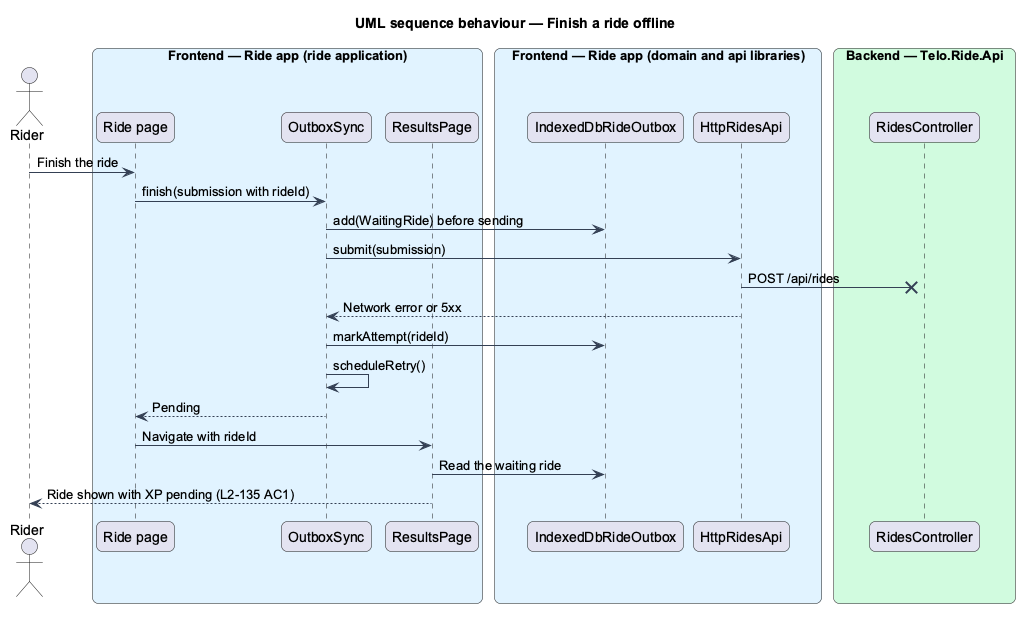 UML sequence behaviour — Finish a ride offline
Frontend — Ride app (ride application)
Frontend — Ride app (domain and api libraries)
Backend — Telo.Ride.Api
Rider
Ride page
OutboxSync
ResultsPage
IndexedDbRideOutbox
HttpRidesApi
RidesController
Finish the ride
finish(submission with rideId)
add(WaitingRide) before sending
submit(submission)
POST /api/rides
Network error or 5xx
markAttempt(rideId)
scheduleRetry()
Pending
Navigate with rideId
Read the waiting ride
Ride shown with XP pending (L2-135 AC1)
Rider
Ride page
OutboxSync
ResultsPage
IndexedDbRideOutbox
HttpRidesApi
RidesController